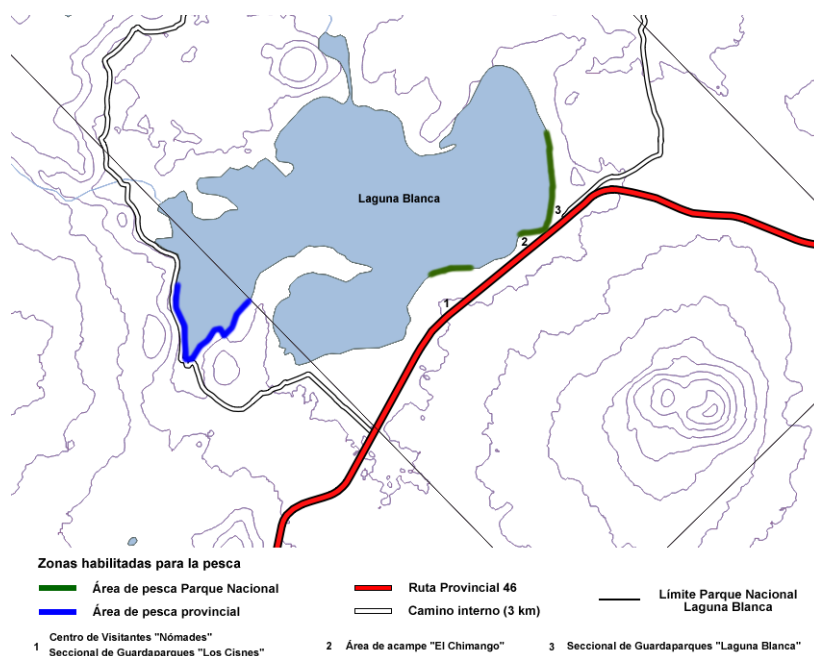 Laguna Blanca
3
2
1
Zonas habilitadas para la pesca
Área de pesca Parque Nacional
Ruta Provincial 46
Límite Parque Nacional
Laguna Blanca
Área de pesca provincial
Camino interno (3 km)
1 Centro de Visitantes "Nómades"
Seccional de Guardaparques "Los Cisnes"
2 Área de acampe "El Chimango"
3 Seccional de Guardaparques "Laguna Blanca"